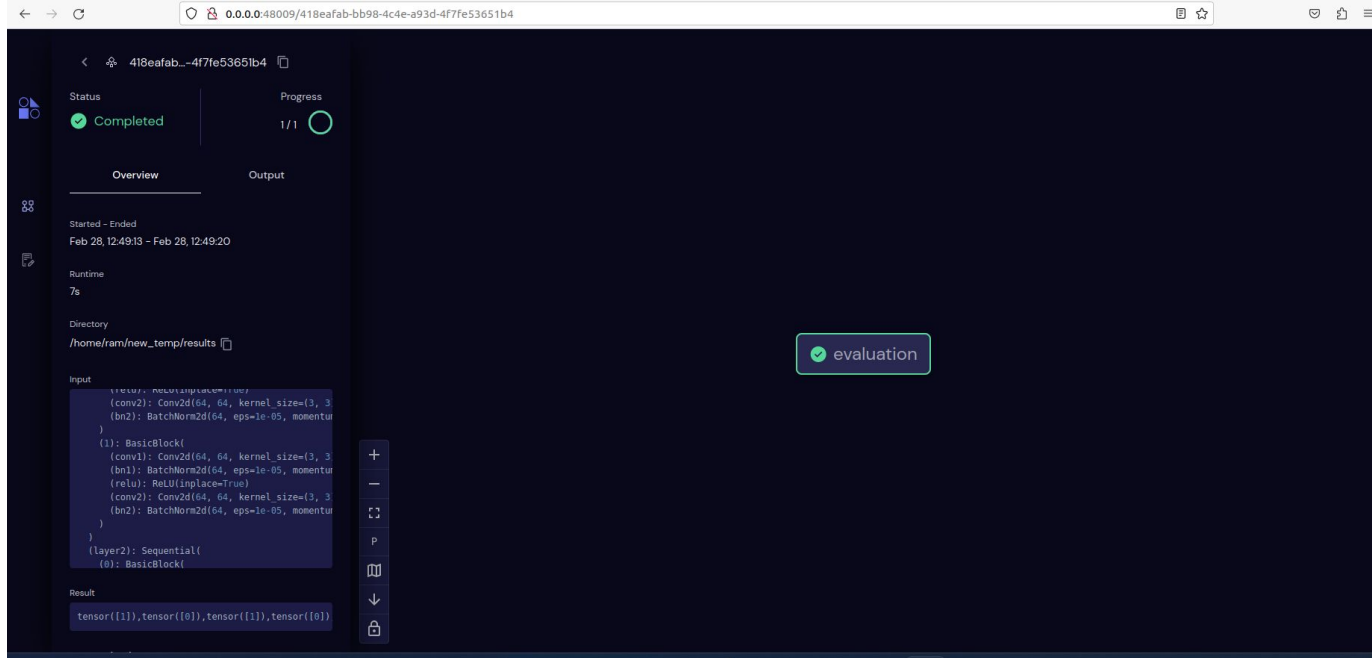 0.0.0.0:48009/418eafab-bb98-4c4e-a93d-4f7fe53651b4
418eafab...-4f7fe53651b4
Status
Progress
Completed
1 / 1
Overview
Output
Started - Ended
Feb 28, 12:49:13 - Feb 28, 12:49:20
Runtime
7s
Directory
/home/ram/new_temp/results
Input
(relu): ReLU(inplace=True)
(conv2): Conv2d(64, 64, kernel_size=(3, 3
(bn2): BatchNorm2d(64, eps=1e-05, momentum
)
(1): BasicBlock(
(conv1): Conv2d(64, 64, kernel_size=(3, 3
(bn1): BatchNorm2d(64, eps=1e-05, momentum
(relu): ReLU(inplace=True)
(conv2): Conv2d(64, 64, kernel_size=(3, 3
(bn2): BatchNorm2d(64, eps=1e-05, momentum
)
)
(layer2): Sequential(
(0): BasicBlock(
Result
tensor([1]),tensor([0]),tensor([1]),tensor([0])
evaluation
P